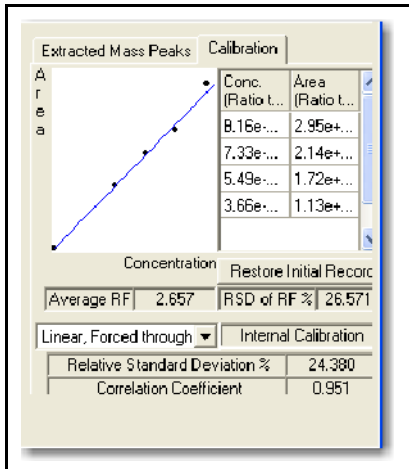 Extracted Mass Peaks Calibration
Area
Conc. Area
(Ratio t... (Ratio t...
8.16e-... 2.95e+...
7.33e-... 2.14e+...
5.49e-... 1.72e+...
3.66e-... 1.13e+...
Concentration
Restore Initial Recor
Average RF 2.657 RSD of RF % 26.571
Linear, Forced through Internal Calibration
Relative Standard Deviation % 24.380
Correlation Coefficient 0.951